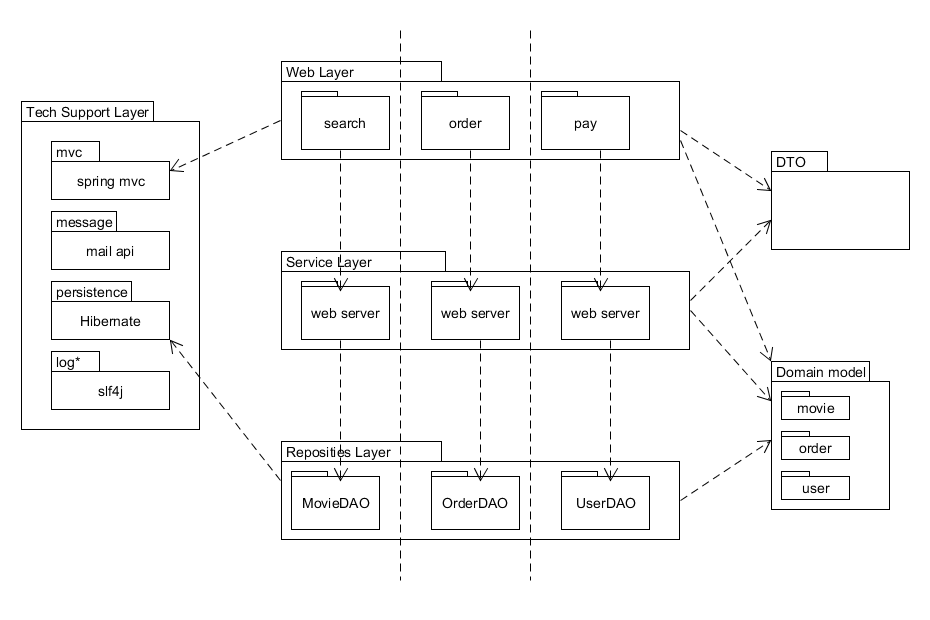 Web Layer
search
order
pay
Tech Support Layer
mvc
spring mvc
message
mail api
persistence
Hibernate
log*
slf4j
DTO
Service Layer
web server
web server
web server
Domain model
movie
order
user
Reposities Layer
MovieDAO
OrderDAO
UserDAO